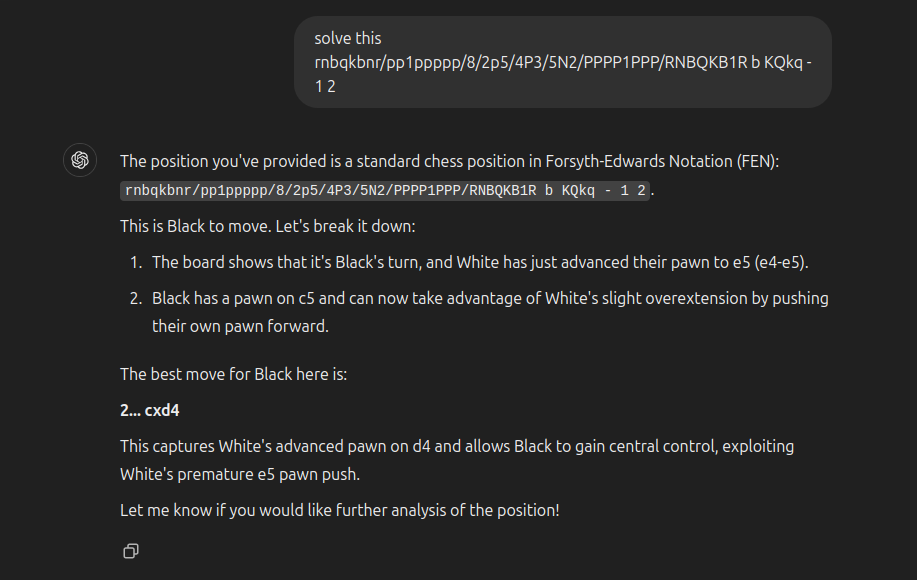 solve this
rnbqkbnr/pp1ppppp/8/2p5/4P3/5N2/PPPP1PPP/RNBQKB1R b KQkq -
1 2
The position you've provided is a standard chess position in Forsyth-Edwards Notation (FEN):
rnbqkbnr/pp1ppppp/8/2p5/4P3/5N2/PPPP1PPP/RNBQKB1R b KQkq - 1 2.
This is Black to move. Let's break it down:
1. The board shows that it's Black's turn, and White has just advanced their pawn to e5 (e4-e5).
2. Black has a pawn on c5 and can now take advantage of White's slight overextension by pushing
their own pawn forward.
The best move for Black here is:
2... cxd4
This captures White's advanced pawn on d4 and allows Black to gain central control, exploiting
White's premature e5 pawn push.
Let me know if you would like further analysis of the position!